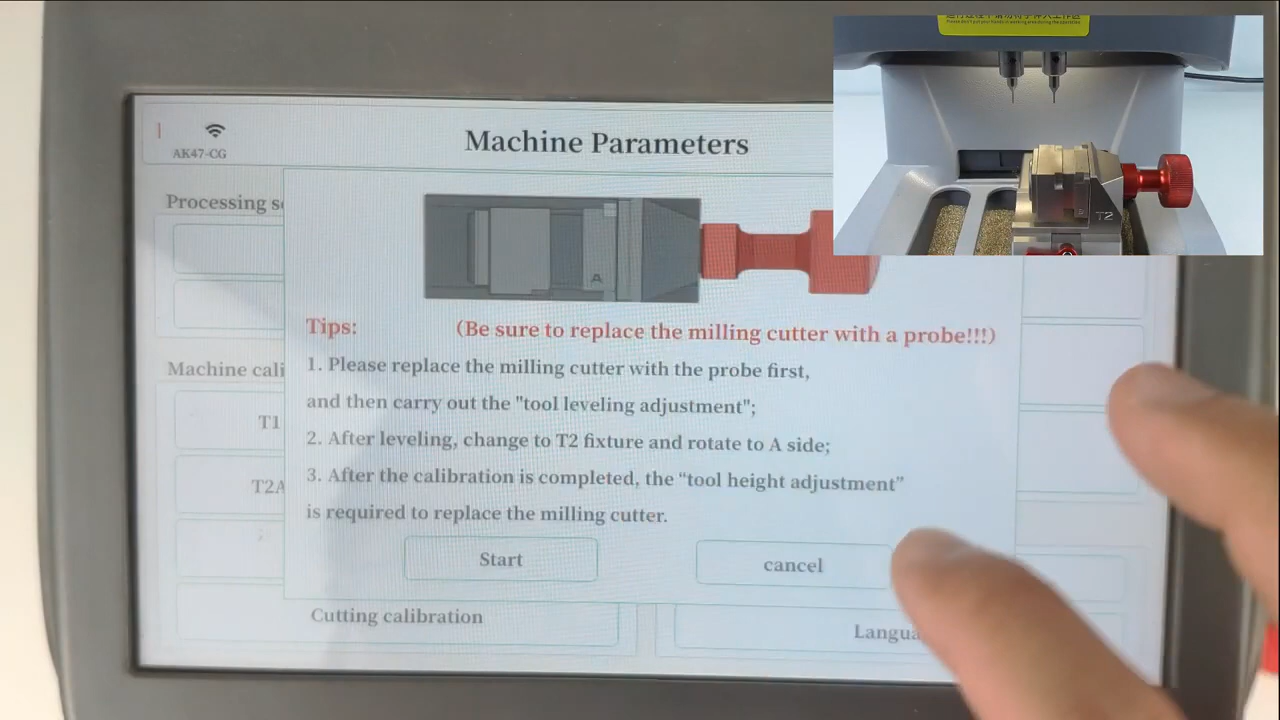 AK47-CG
Machine Parameters
Processing s
A
Tips:
(Be sure to replace the milling cutter with a probe!!!)
1. Please replace the milling cutter with the probe first,
and then carry out the "tool leveling adjustment";
2. After leveling, change to T2 fixture and rotate to A side;
3. After the calibration is completed, the “tool height adjustment”
is required to replace the milling cutter.
Machine cali
T1
T2A
Start
cancel
Cutting calibration
Langua
T2